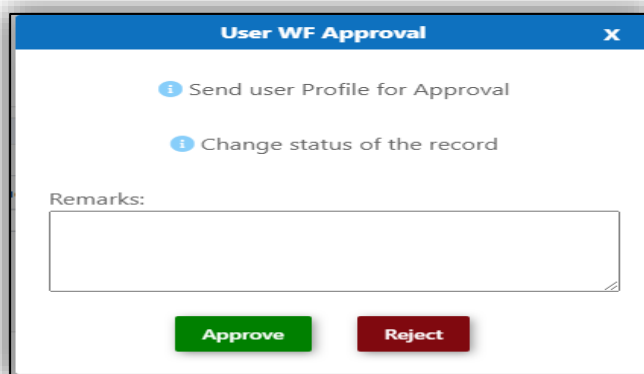 User WF Approval x
Send user Profile for Approval
Change status of the record
Remarks:
Approve Reject